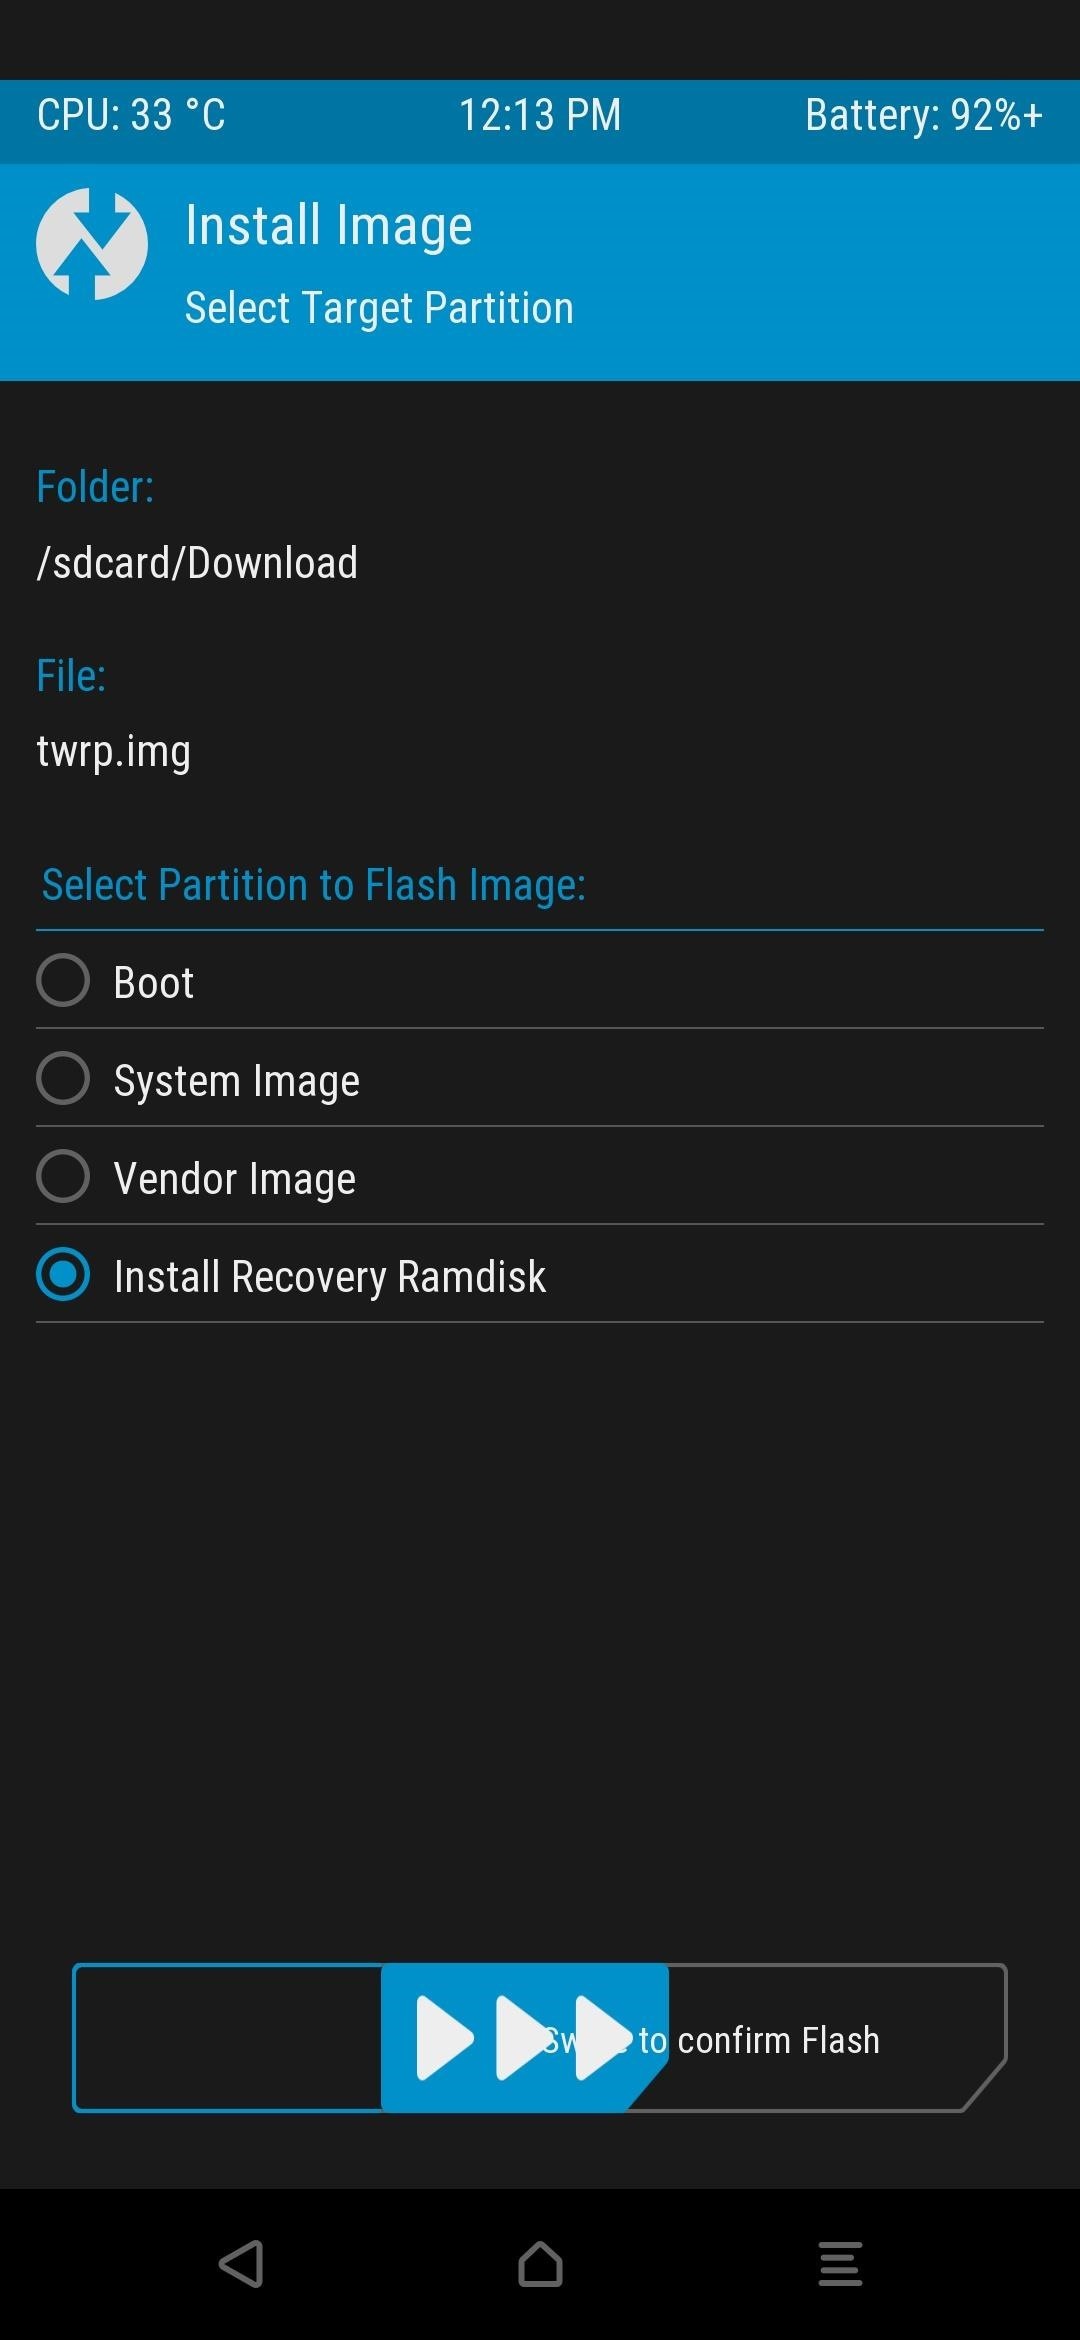 CPU: 33 °C 12:13 PM Battery: 92%+
Install Image
Select Target Partition
Folder:
/sdcard/Download
File:
twrp.img
Select Partition to Flash Image:
Boot
System Image
Vendor Image
Install Recovery Ramdisk
to confirm Flash